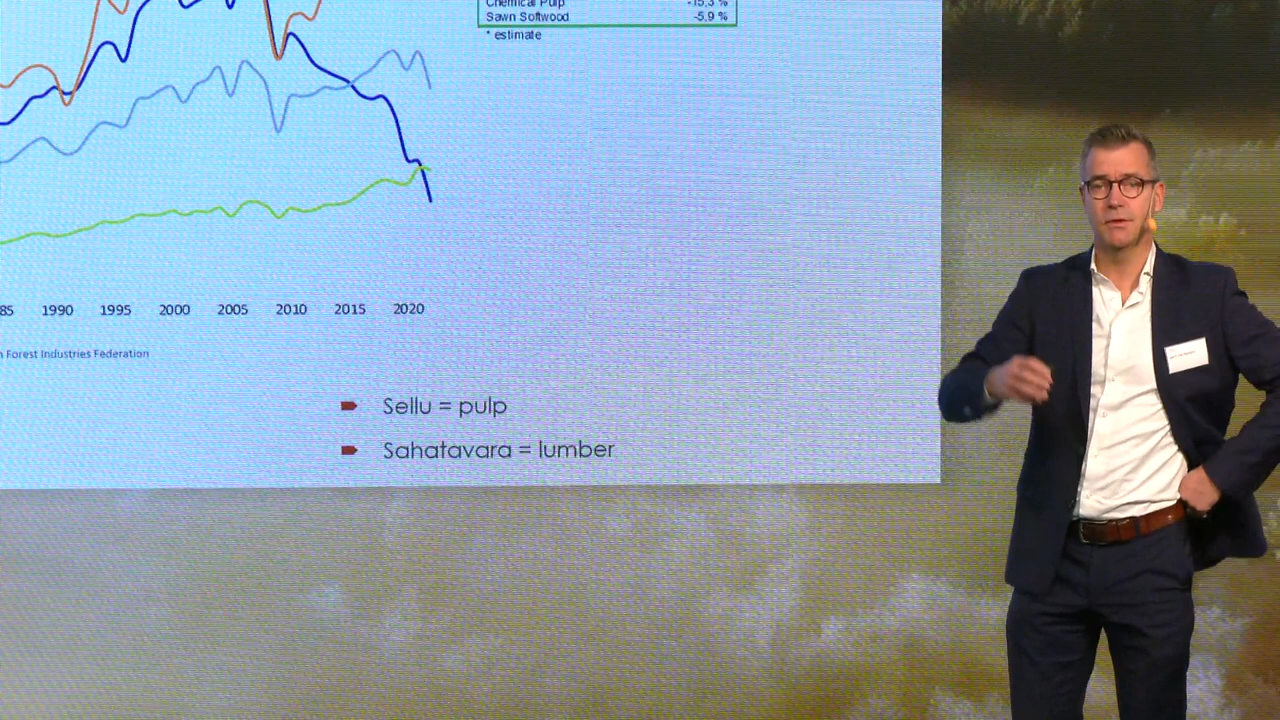 Chemical Pulp -15,3 %
Sawn Softwood -5,9 %
* estimate
85 1990 1995 2000 2005 2010 2015 2020
Forest Industries Federation
Sellu = pulp
Sahatavara = lumber